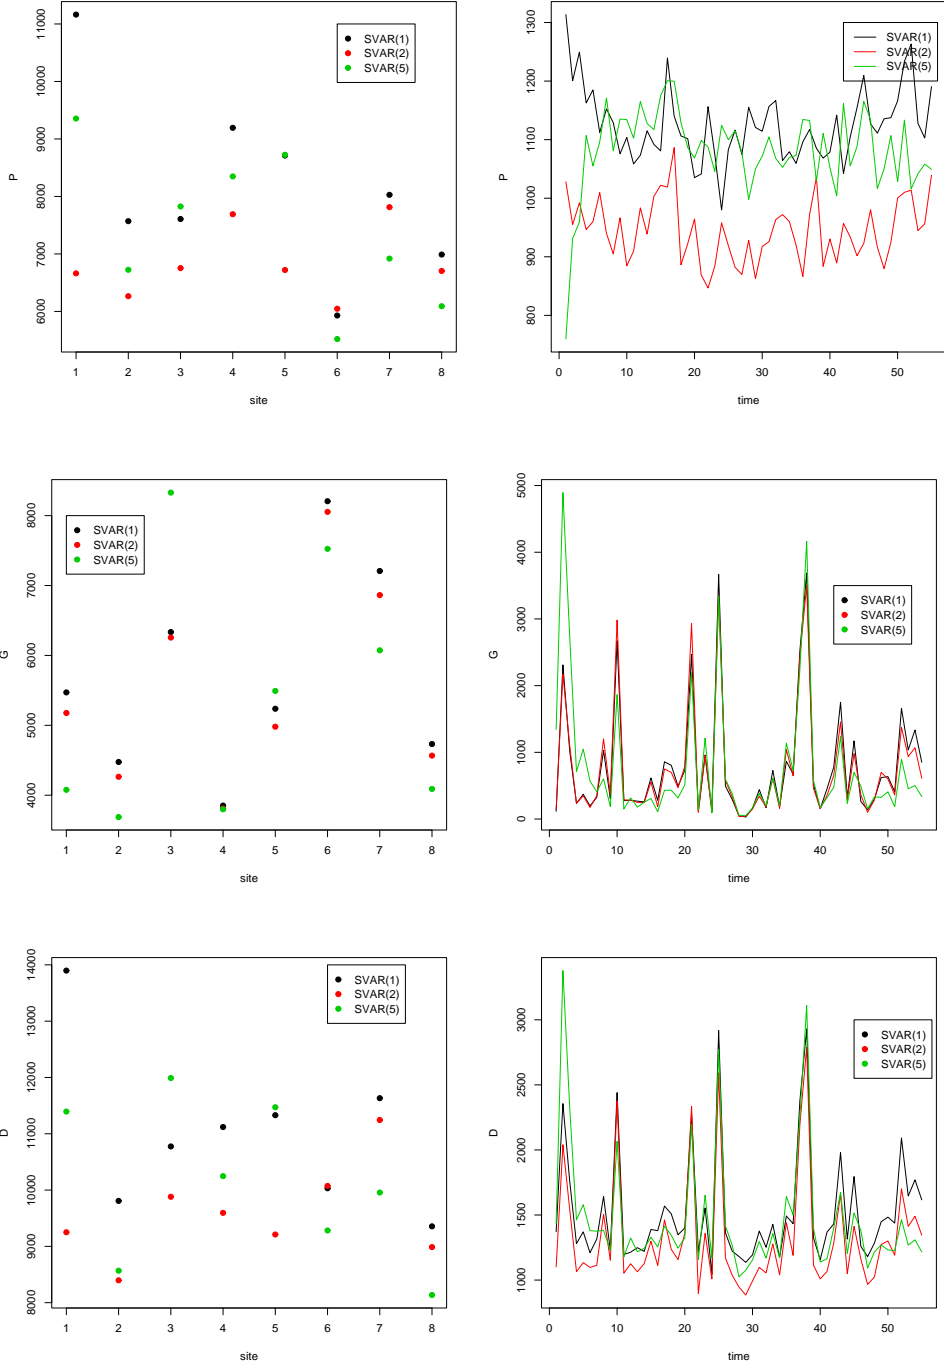 SVAR(1)
SVAR(2)
SVAR(5)
11000
10000
9000
8000
7000
6000
P
1 2 3 4 5 6 7 8
site
SVAR(1)
SVAR(2)
SVAR(5)
1300
1200
1100
1000
900
800
P
0 10 20 30 40 50
time
SVAR(1)
SVAR(2)
SVAR(5)
8000
7000
6000
5000
4000
G
1 2 3 4 5 6 7 8
site
SVAR(1)
SVAR(2)
SVAR(5)
5000
4000
3000
2000
1000
0
G
0 10 20 30 40 50
time
SVAR(1)
SVAR(2)
SVAR(5)
14000
13000
12000
11000
10000
9000
8000
D
1 2 3 4 5 6 7 8
site
SVAR(1)
SVAR(2)
SVAR(5)
3000
2500
2000
1500
1000
D
0 10 20 30 40 50
time